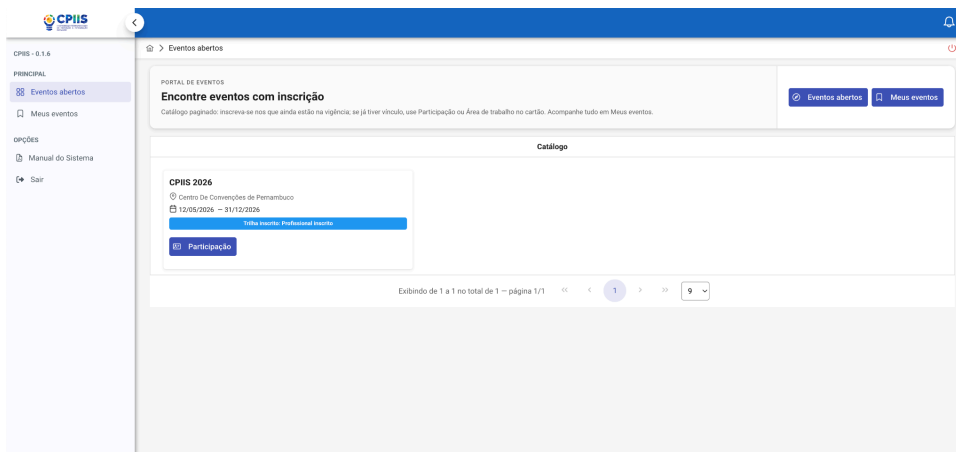 CPIIS
CPIIS - 0.1.6
PRINCIPAL
Eventos abertos
Meus eventos
OPÇÕES
Manual do Sistema
Sair
Eventos abertos
PORTAL DE EVENTOS
Encontre eventos com inscrição
Catálogo paginado: inscreva-se nos que ainda estão na vigência; se já tiver vínculo, use Participação ou Área de trabalho no cartão. Acompanhe tudo em Meus eventos.
Eventos abertos
Meus eventos
Catálogo
CPIIS 2026
Centro De Convenções de Pernambuco
12/05/2026 – 31/12/2026
Trilha inscrito: Profissional inscrito
Participação
Exibindo de 1 a 1 no total de 1 — página 1/1
1
9